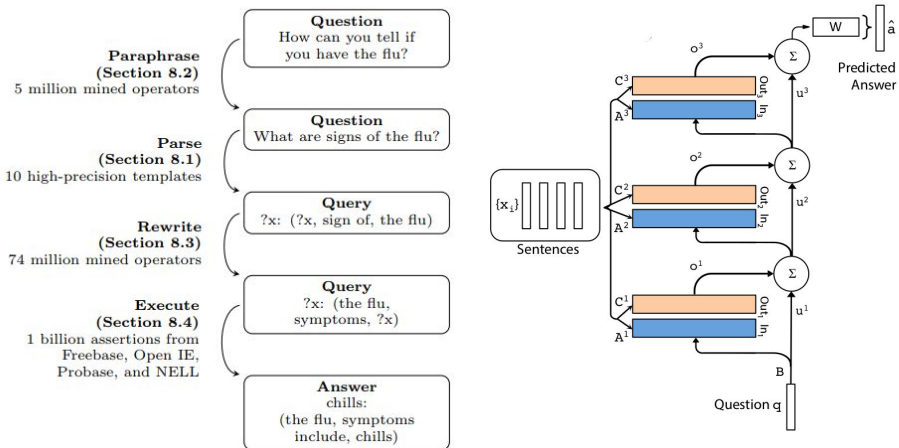 Paraphrase
(Section 8.2)
5 million mined operators
Parse
(Section 8.1)
10 high-precision templates
Rewrite
(Section 8.3)
74 million mined operators
Execute
(Section 8.4)
1 billion assertions from
Freebase, Open IE,
Probase, and NELL
Question
How can you tell if
you have the flu?
Question
What are signs of the flu?
Query
?x: (?x, sign of, the flu)
Query
?x: (the flu,
symptoms, ?x)
Answer
chills:
(the flu, symptoms
include, chills)
{xᵢ}
Sentences
W
â
Predicted
Answer
Σ
o³
u³
C³
A³
Out₃
In₃
Σ
o²
u²
C²
A²
Out₂
In₂
Σ
o¹
u¹
C¹
A¹
Out₁
In₁
B
Question q